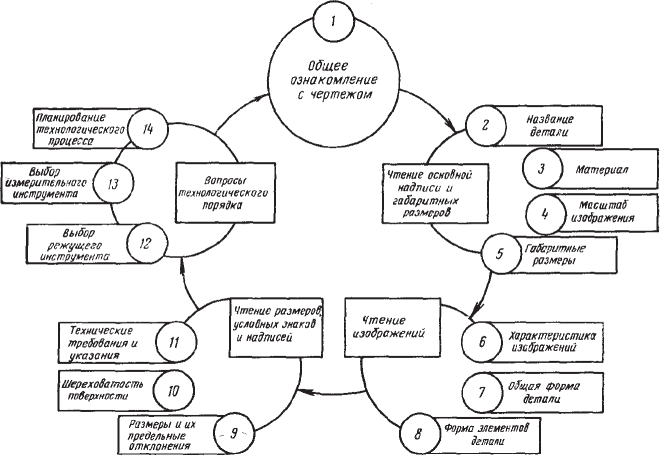 1
Общее
ознакомление
с чертежом
2
Название
детали
3
Материал
4
Масштаб
изображения
5
Габаритные
размеры
Чтение основной
надписи и
габаритных
размеров
6
Характеристика
изображений
7
Общая форма
детали
8
Форма элементов
детали
Чтение
изображений
9
Размеры и их
предельные
отклонения
10
Шероховатость
поверхности
11
Технические
требования и
указания
Чтение размеров,
условных знаков
и надписей
12
Выбор
режущего
инструмента
13
Выбор
измерительного
инструмента
14
Планирование
технологического
процесса
Вопросы
технологического
порядка